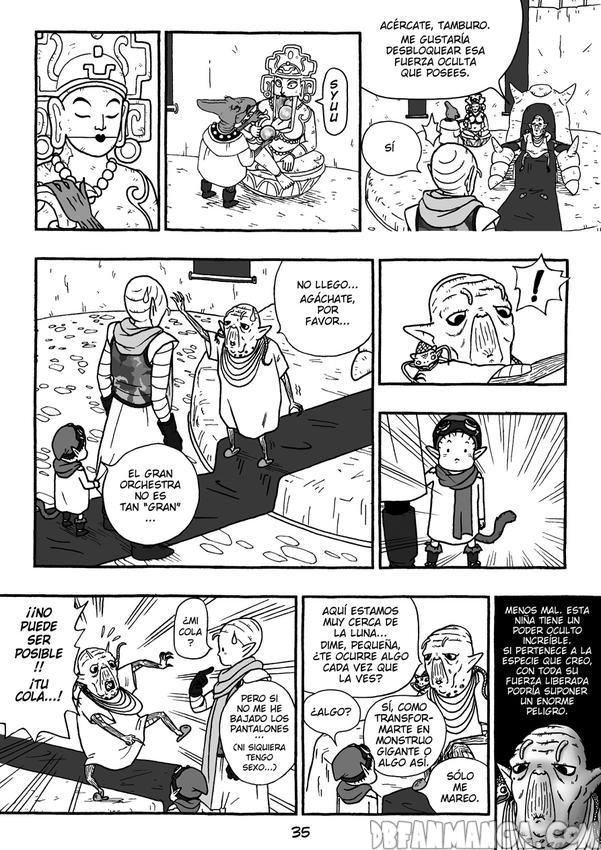 SYUU
ACÉRCATE, TAMBURO.
ME GUSTARÍA
DESBLOQUEAR ESA
FUERZA OCULTA
QUE POSEES.
SÍ
NO LLEGO...
AGÁCHATE,
POR
FAVOR...
EL GRAN
ORCHESTRA
NO ES
TAN "GRAN"
...
!
¡¡NO
PUEDE
SER
POSIBLE
!!
¡TU
COLA...!
¿MI
COLA?
PERO SI
NO ME HE
BAJADO LOS
PANTALONES
...
(NI SIQUIERA
TENGO
SEXO...)
AQUÍ ESTAMOS
MUY CERCA DE
LA LUNA...
DIME, PEQUEÑA,
¿TE OCURRE ALGO
CADA VEZ QUE
LA VES?
¿ALGO?
SÍ, COMO
TRANSFOR-
MARTE EN
MONSTRUO
GIGANTE O
ALGO ASÍ.
SÓLO
ME MAREO.
MENOS MAL. ESTA
NIÑA TIENE UN
PODER OCULTO
INCREÍBLE.
SI PERTENECE A LA
ESPECIE QUE CREO,
CON TODA SU
FUERZA LIBERADA
PODRÍA SUPONER
UN ENORME
PELIGRO.
35
DBFANMANGA.COM